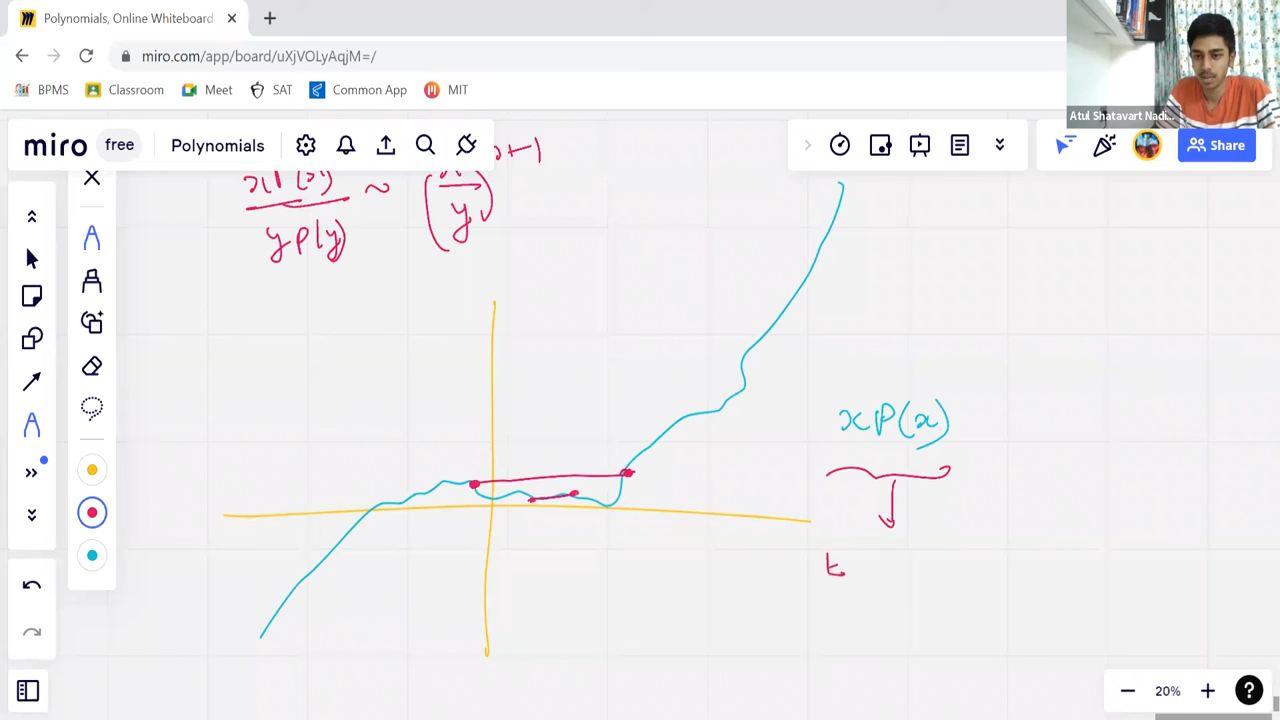 Polynomials, Online Whiteboard
miro.com/app/board/uXjVOLyAqjM=/
BPMS Classroom Meet SAT Common App MIT
Atul Shatavart Nadi...
miro free Polynomials Share
xP(x) / yP(y) ~ (x/y) +1
xP(x)
t
20%